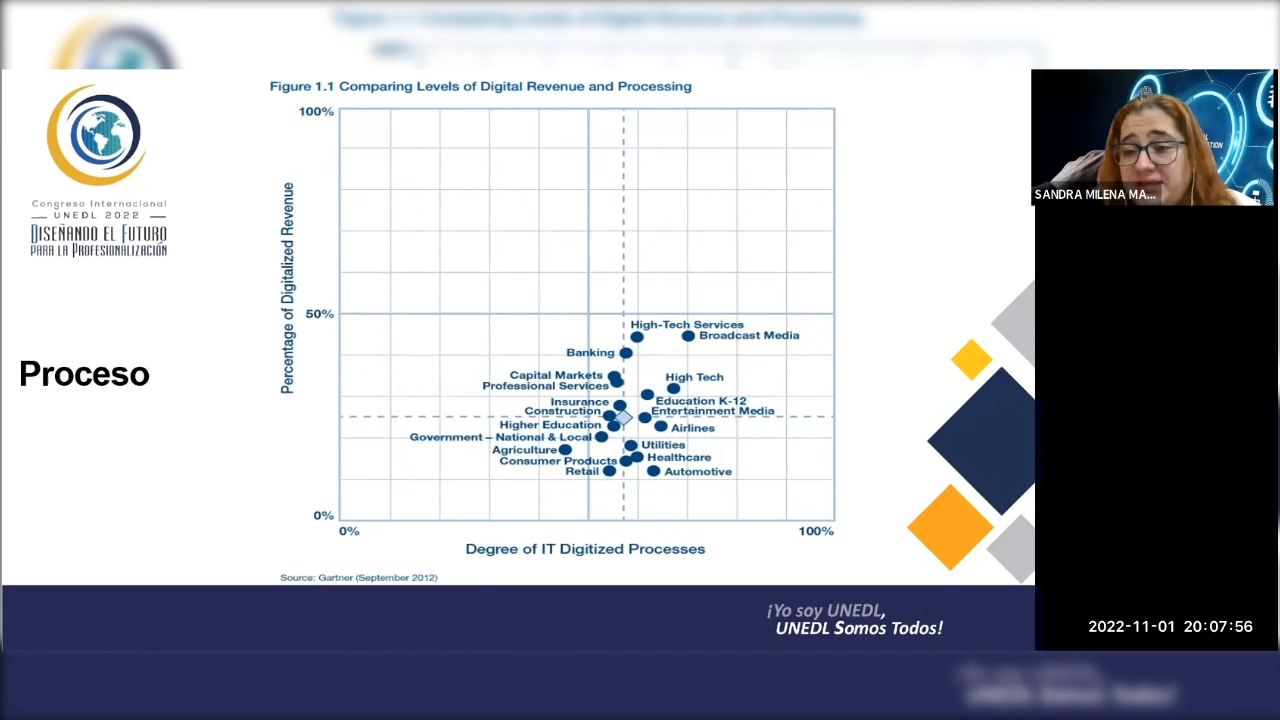 Figure 1.1 Comparing Levels of Digital Revenue and Processing
Congreso Internacional
UNEDL 2022
DISEÑANDO EL FUTURO
PARA LA PROFESIONALIZACIÓN
Proceso
100%
50%
0%
Percentage of Digitalized Revenue
High-Tech Services
Broadcast Media
Banking
Capital Markets
High Tech
Professional Services
Insurance
Education K-12
Construction
Entertainment Media
Higher Education
Airlines
Government – National & Local
Utilities
Agriculture
Healthcare
Consumer Products
Retail
Automotive
0%
100%
Degree of IT Digitized Processes
Source: Gartner (September 2012)
SANDRA MILENA MA...
¡Yo soy UNEDL,
UNEDL Somos Todos!
2022-11-01 20:07:56